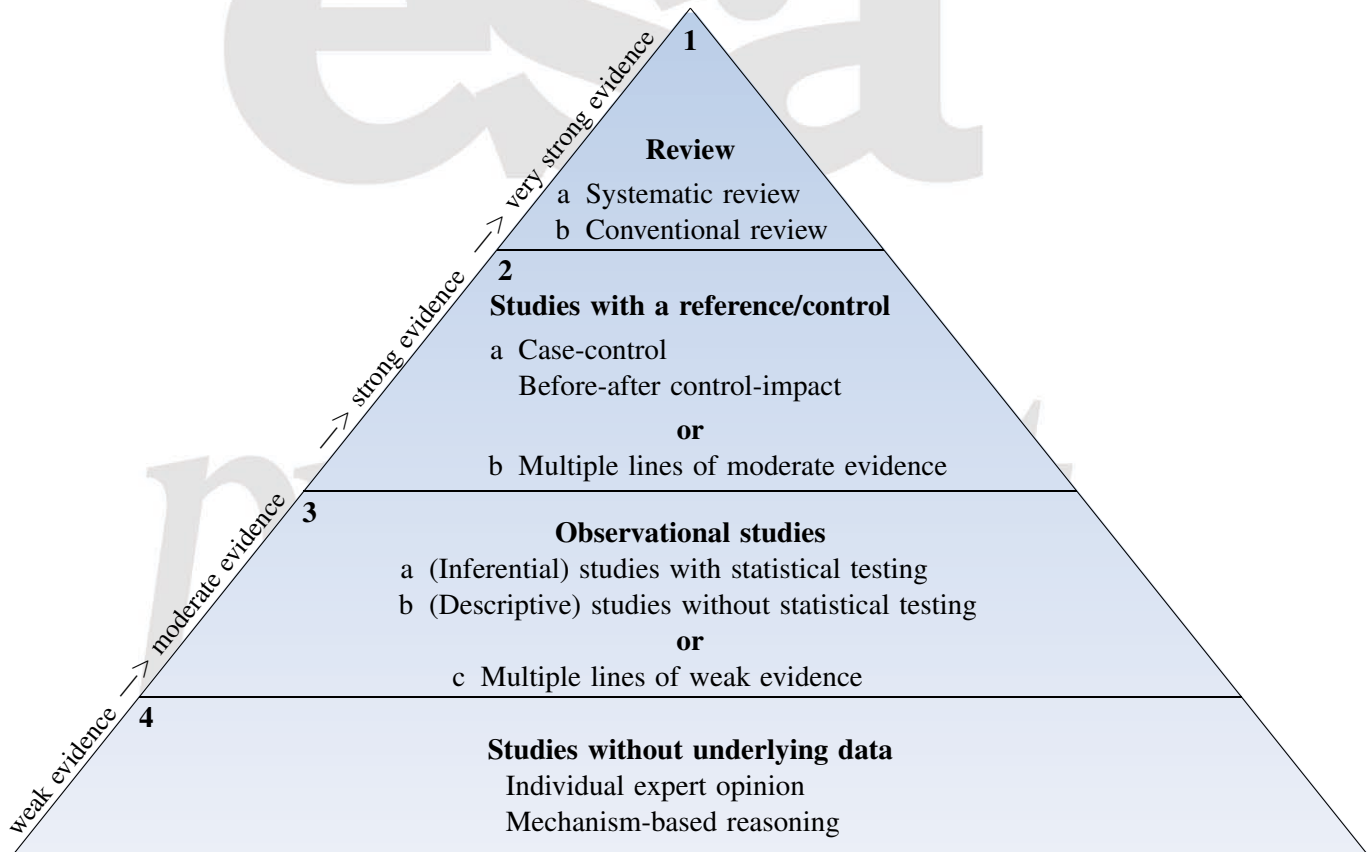 1
Review
a Systematic review
b Conventional review
2
Studies with a reference/control
a Case-control
Before-after control-impact
or
b Multiple lines of moderate evidence
3
Observational studies
a (Inferential) studies with statistical testing
b (Descriptive) studies without statistical testing
or
c Multiple lines of weak evidence
4
Studies without underlying data
Individual expert opinion
Mechanism-based reasoning
weak evidence —> moderate evidence —> strong evidence —> very strong evidence
esa